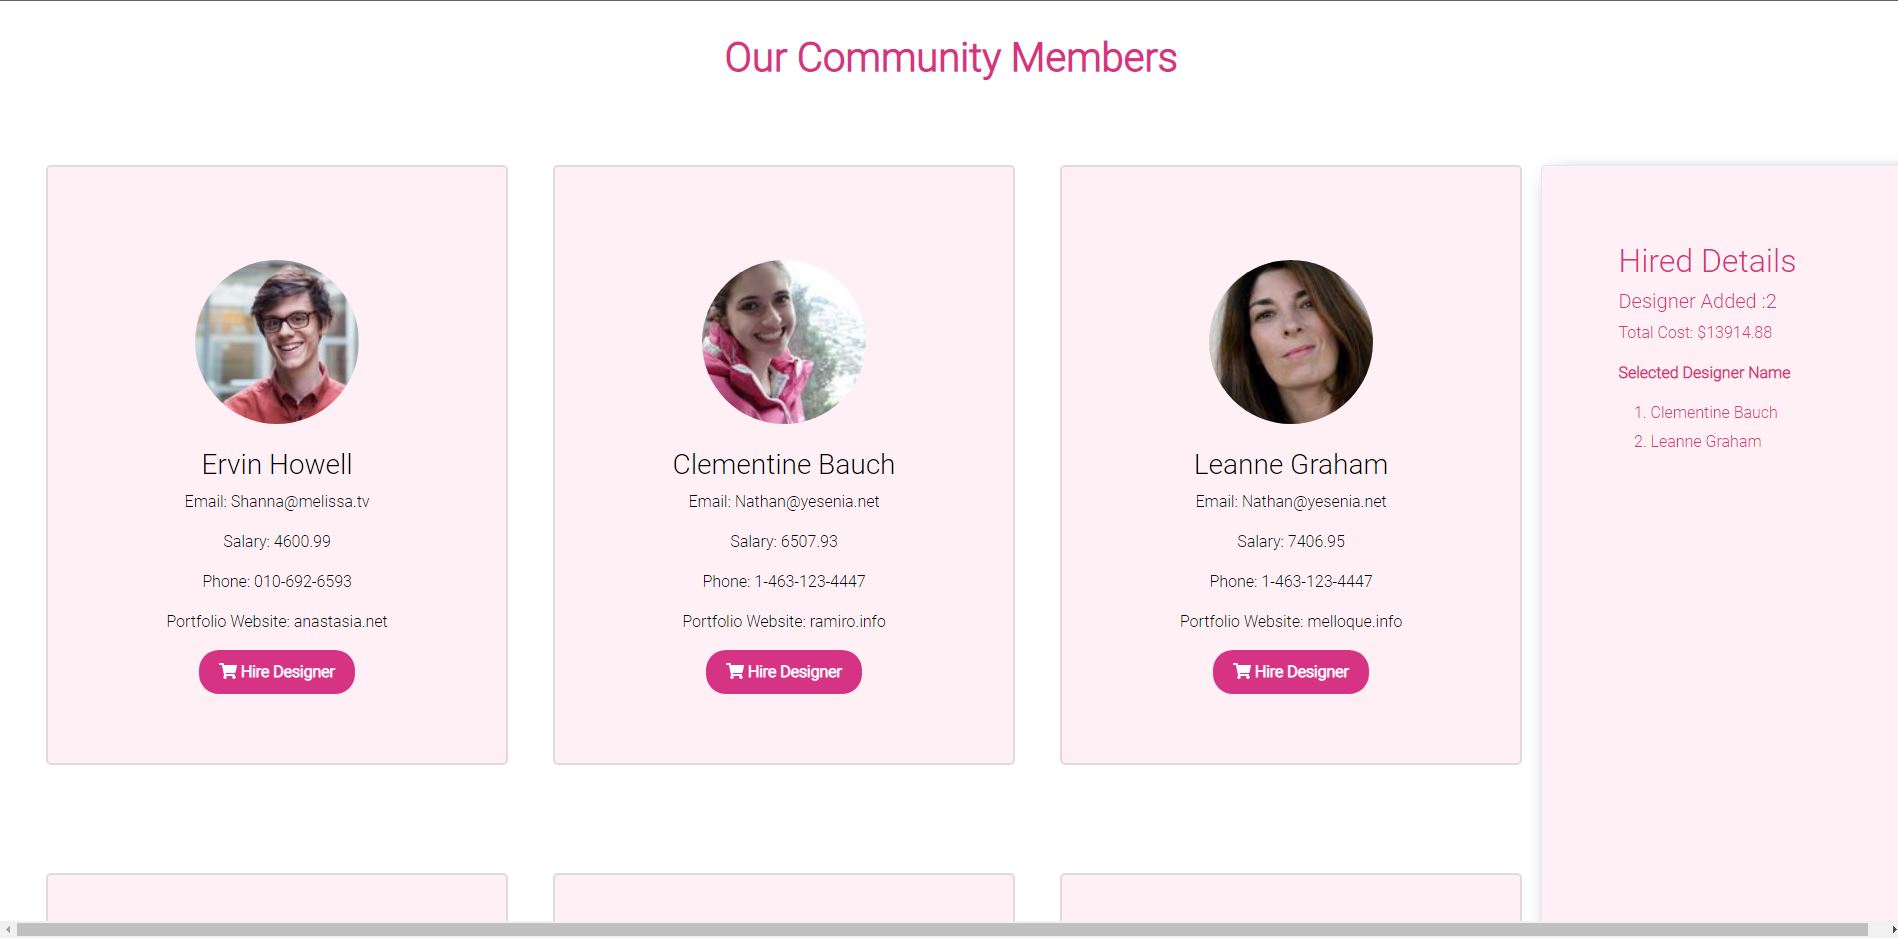 Our Community Members
Ervin Howell
Email: Shanna@melissa.tv
Salary: 4600.99
Phone: 010-692-6593
Portfolio Website: anastasia.net
Hire Designer
Clementine Bauch
Email: Nathan@yesenia.net
Salary: 6507.93
Phone: 1-463-123-4447
Portfolio Website: ramiro.info
Hire Designer
Leanne Graham
Email: Nathan@yesenia.net
Salary: 7406.95
Phone: 1-463-123-4447
Portfolio Website: melloque.info
Hire Designer
Hired Details
Designer Added :2
Total Cost: $13914.88
Selected Designer Name
1. Clementine Bauch
2. Leanne Graham